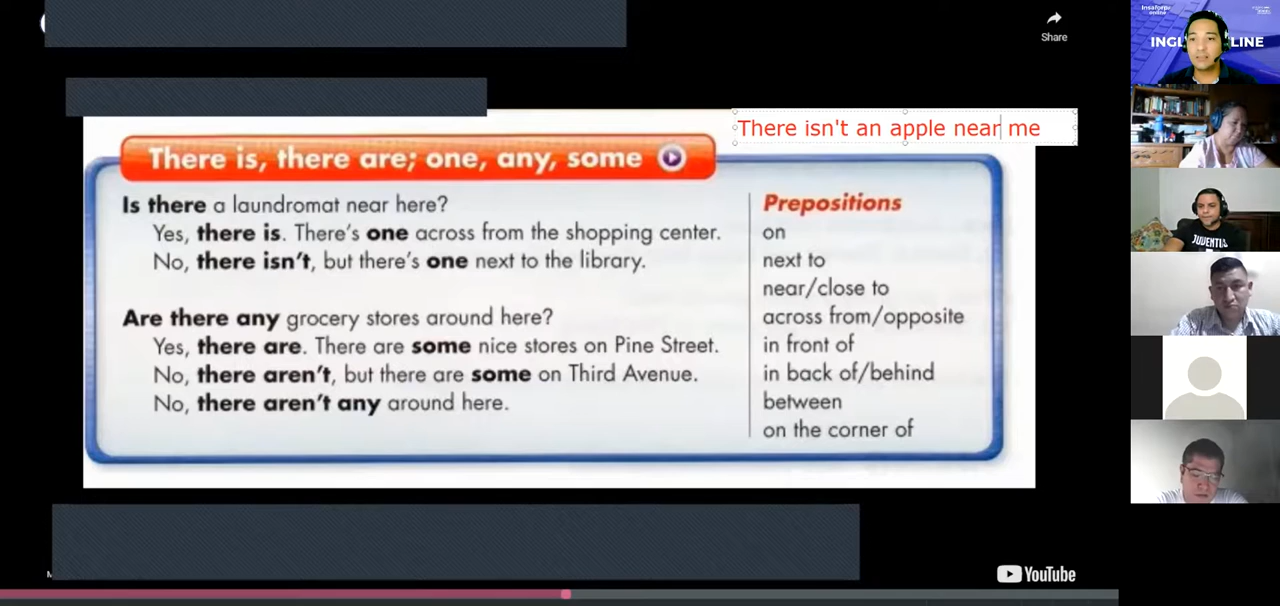 Share
There isn't an apple near me
There is, there are; one, any, some
Is there a laundromat near here?
Yes, there is. There's one across from the shopping center.
No, there isn't, but there's one next to the library.
Are there any grocery stores around here?
Yes, there are. There are some nice stores on Pine Street.
No, there aren't, but there are some on Third Avenue.
No, there aren't any around here.
Prepositions
on
next to
near/close to
across from/opposite
in front of
in back of/behind
between
on the corner of
YouTube
Insaforp
online
INGL LINE
JUVENTU